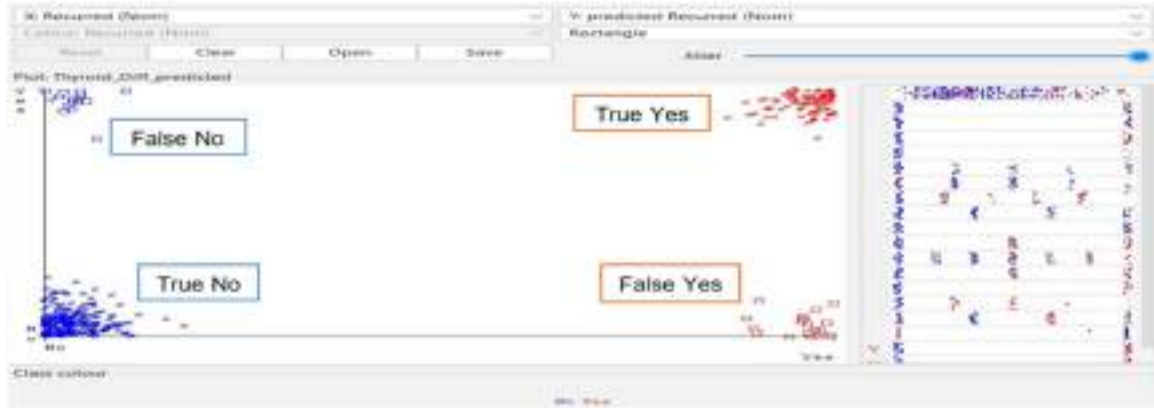 X: Recurred (Nom)
Y: predicted Recurred (Nom)
Colour: Recurred (Nom)
Rectangle
Reset
Clear
Open
Save
Jitter
Plot: Thyroid_Diff_predicted
False No
True Yes
True No
False Yes
No
Yes
Class colour
No Yes